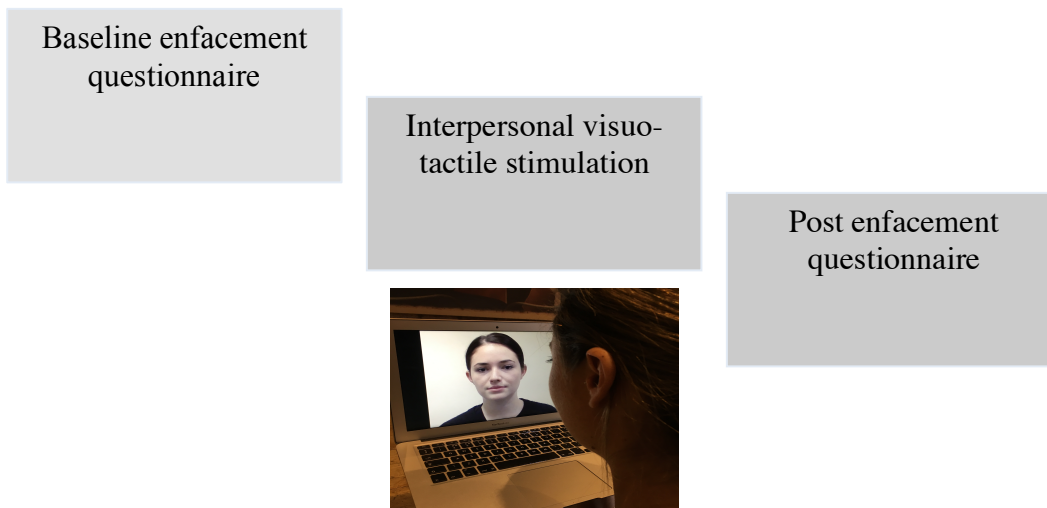 Baseline enfacement
questionnaire
Interpersonal visuo-
tactile stimulation
Post enfacement
questionnaire